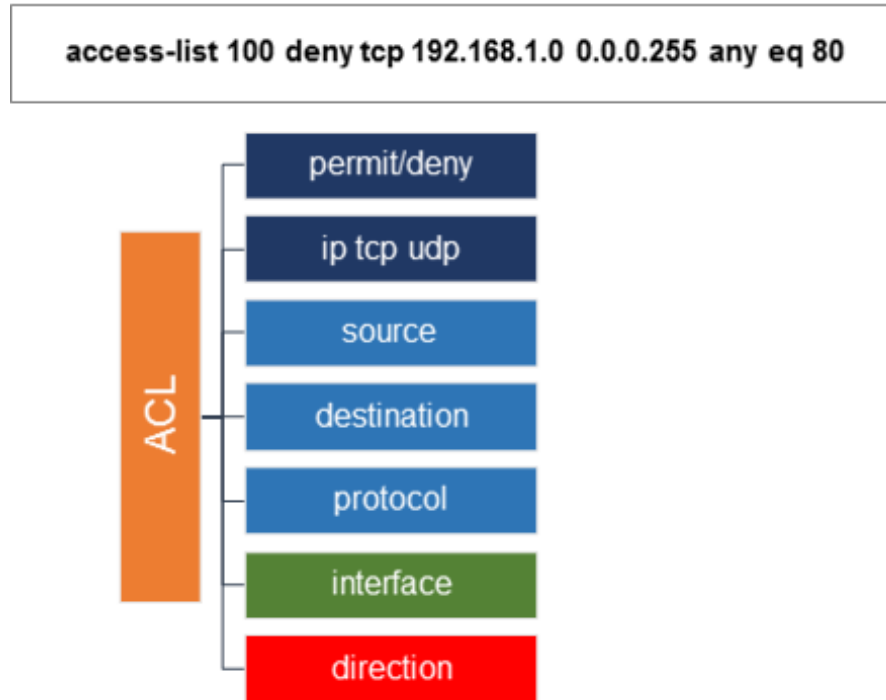 access-list 100 deny tcp 192.168.1.0 0.0.0.255 any eq 80
permit/deny
ip tcp udp
source
destination
protocol
interface
direction
ACL